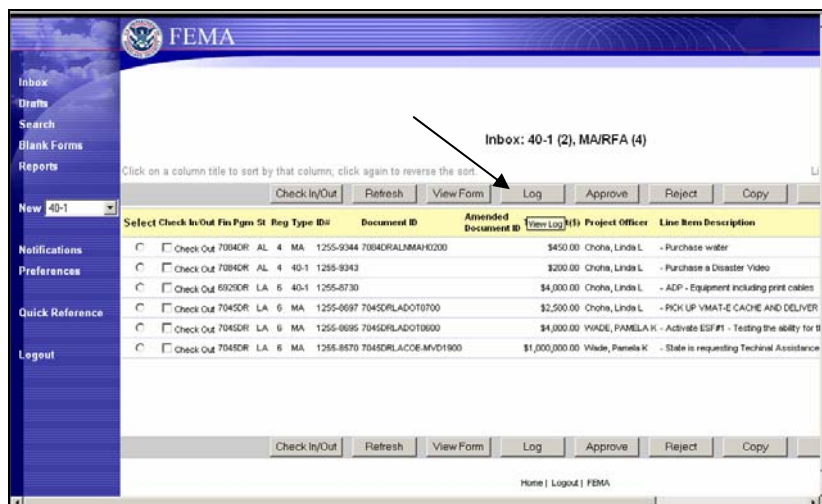 FEMA
Inbox
Drafts
Search
Blank Forms
Reports
New 40-1
Notifications
Preferences
Quick Reference
Logout
Inbox: 40-1 (2), MA/RFA (4)
Click on a column title to sort by that column; click again to reverse the sort.
Check In/Out Refresh View Form Log Approve Reject Copy
Select Check In/Out Fin Pgm St Reg Type ID# Document ID Amended Document ID View Log ($) Project Officer Line Item Description
Check Out 7084DR AL 4 MA 1255-9344 7084DRALNMAH0200 $450.00 Choha, Linda L - Purchase water
Check Out 7084DR AL 4 40-1 1255-9343 $200.00 Choha, Linda L - Purchase a Disaster Video
Check Out 6929DR LA 6 40-1 1255-8730 $4,000.00 Choha, Linda L - ADP - Equipment including print cables
Check Out 7045DR LA 6 MA 1255-8697 7045DRLADOT0700 $2,500.00 Choha, Linda L - PICK UP VMAT-E CACHE AND DELIVER
Check Out 7045DR LA 6 MA 1255-8695 7045DRLADOT0600 $4,000.00 WADE, PAMELA K - Activate ESF#1 - Testing the ability for
Check Out 7045DR LA 6 MA 1255-8570 7045DRLACOE-MVD1900 $1,000,000.00 Wade, Pamela K - State is requesting Techinal Assistance
Check In/Out Refresh View Form Log Approve Reject Copy
Home | Logout | FEMA